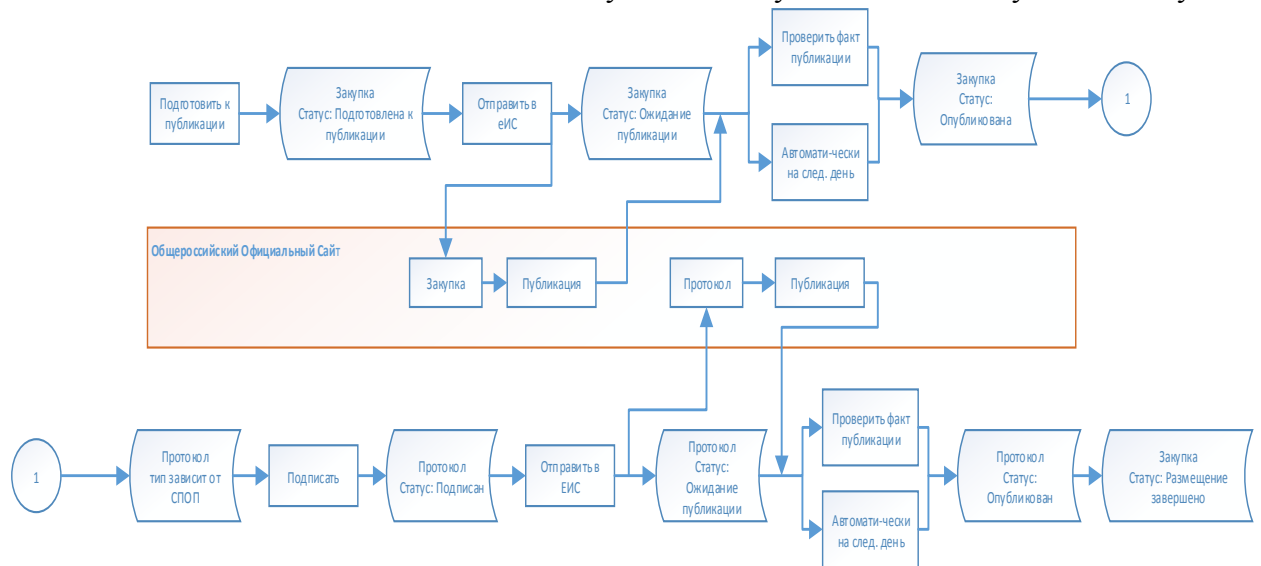 Подготовить к
публикации
Закупка
Статус: Подготовлена к
публикации
Отправить в
еИС
Закупка
Статус: Ожидание
публикации
Проверить факт
публикации
Автомати-чески
на след. день
Закупка
Статус:
Опубликована
1
Общероссийский Официальный Сайт
Закупка
Публикация
Протокол
Публикация
1
Протокол
тип зависит от
СПОП
Подписать
Протокол
Статус: Подписан
Отправить в
ЕИС
Протокол
Статус:
Ожидание
публикации
Проверить факт
публикации
Автомати-чески
на след. день
Протокол
Статус:
Опубликован
Закупка
Статус: Размещение
завершено